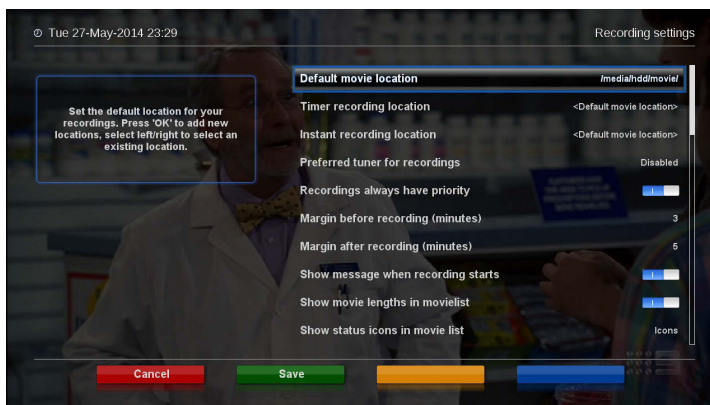 Tue 27-May-2014 23:29
Recording settings
Set the default location for your
recordings. Press 'OK' to add new
locations, select left/right to select an
existing location.
Default movie location /media/hdd/movie/
Timer recording location <Default movie location>
Instant recording location <Default movie location>
Preferred tuner for recordings Disabled
Recordings always have priority
Margin before recording (minutes) 3
Margin after recording (minutes) 5
Show message when recording starts
Show movie lengths in movielist
Show status icons in movie list Icons
Cancel
Save